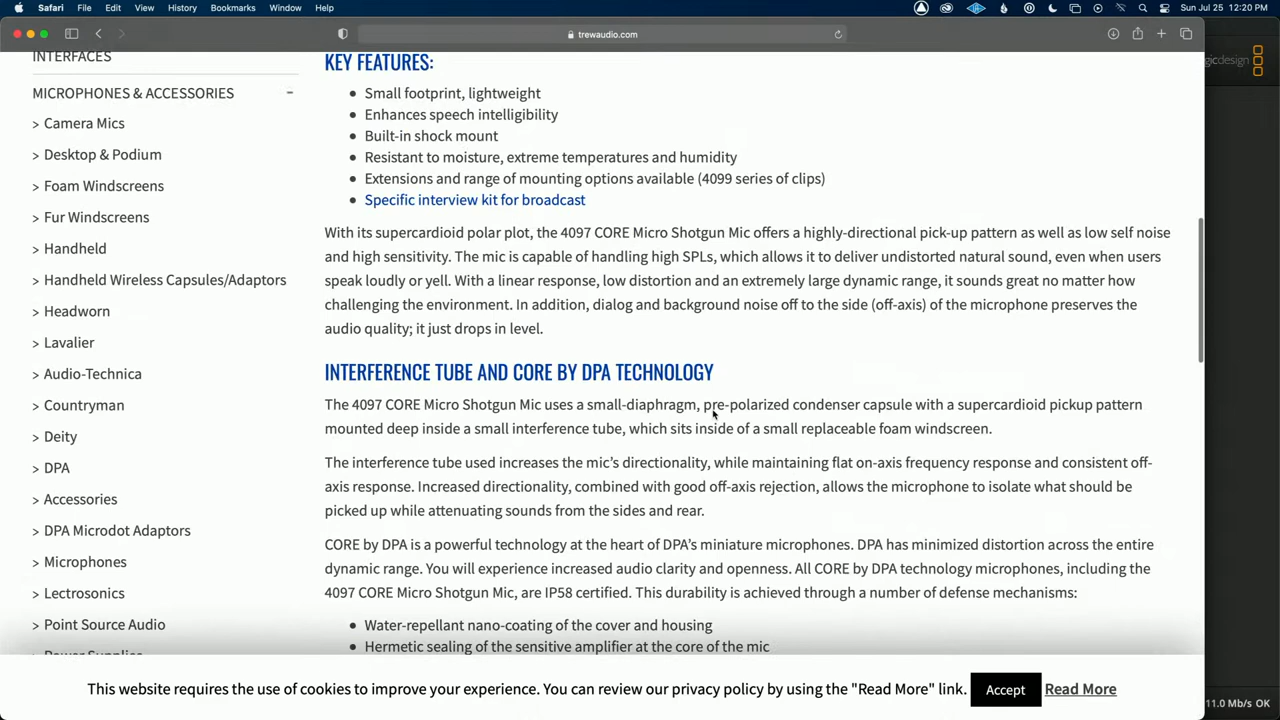 Safari File Edit View History Bookmarks Window Help Sun Jul 25 12:20 PM
trewaudio.com
gicdesign
INTERFACES
MICROPHONES & ACCESSORIES –
> Camera Mics
> Desktop & Podium
> Foam Windscreens
> Fur Windscreens
> Handheld
> Handheld Wireless Capsules/Adaptors
> Headworn
> Lavalier
> Audio-Technica
> Countryman
> Deity
> DPA
> Accessories
> DPA Microdot Adaptors
> Microphones
> Lectrosonics
> Point Source Audio
> Power Supplies
KEY FEATURES:
• Small footprint, lightweight
• Enhances speech intelligibility
• Built-in shock mount
• Resistant to moisture, extreme temperatures and humidity
• Extensions and range of mounting options available (4099 series of clips)
• Specific interview kit for broadcast
With its supercardioid polar plot, the 4097 CORE Micro Shotgun Mic offers a highly-directional pick-up pattern as well as low self noise
and high sensitivity. The mic is capable of handling high SPLs, which allows it to deliver undistorted natural sound, even when users
speak loudly or yell. With a linear response, low distortion and an extremely large dynamic range, it sounds great no matter how
challenging the environment. In addition, dialog and background noise off to the side (off-axis) of the microphone preserves the
audio quality; it just drops in level.
INTERFERENCE TUBE AND CORE BY DPA TECHNOLOGY
The 4097 CORE Micro Shotgun Mic uses a small-diaphragm, pre-polarized condenser capsule with a supercardioid pickup pattern
mounted deep inside a small interference tube, which sits inside of a small replaceable foam windscreen.
The interference tube used increases the mic’s directionality, while maintaining flat on-axis frequency response and consistent off-
axis response. Increased directionality, combined with good off-axis rejection, allows the microphone to isolate what should be
picked up while attenuating sounds from the sides and rear.
CORE by DPA is a powerful technology at the heart of DPA’s miniature microphones. DPA has minimized distortion across the entire
dynamic range. You will experience increased audio clarity and openness. All CORE by DPA technology microphones, including the
4097 CORE Micro Shotgun Mic, are IP58 certified. This durability is achieved through a number of defense mechanisms:
• Water-repellant nano-coating of the cover and housing
• Hermetic sealing of the sensitive amplifier at the core of the mic
This website requires the use of cookies to improve your experience. You can review our privacy policy by using the "Read More" link. Accept Read More
11.0 Mb/s OK